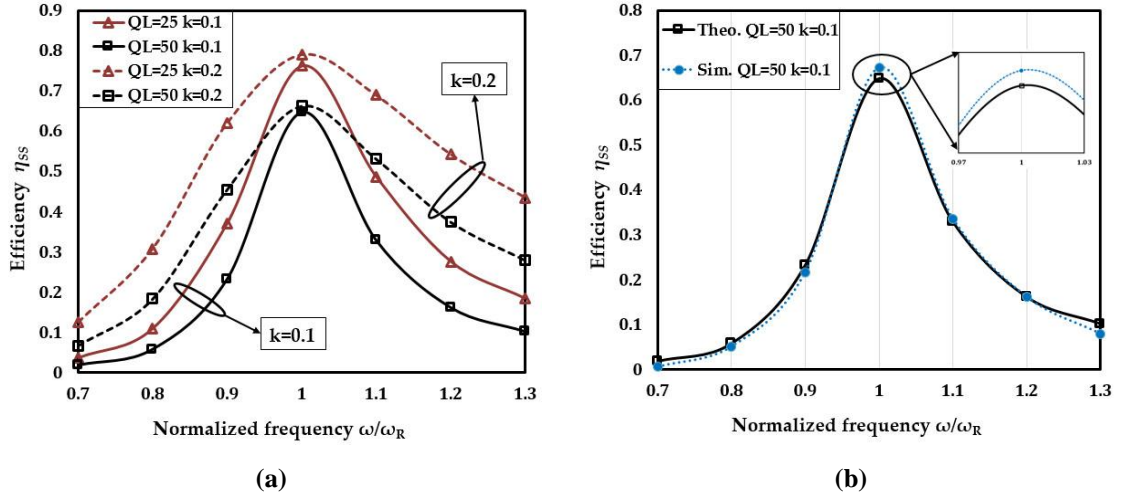 0.9
0.8
0.7
0.6
0.5
0.4
0.3
0.2
0.1
0
Efficiency ηSS
QL=25 k=0.1
QL=50 k=0.1
QL=25 k=0.2
QL=50 k=0.2
k=0.2
k=0.1
0.7 0.8 0.9 1 1.1 1.2 1.3
Normalized frequency ω/ωR
(a)
0.8
0.7
0.6
0.5
0.4
0.3
0.2
0.1
0
Efficiency ηSS
Theo. QL=50 k=0.1
Sim. QL=50 k=0.1
0.97 1 1.03
0.7 0.8 0.9 1 1.1 1.2 1.3
Normalized frequency ω/ωR
(b)